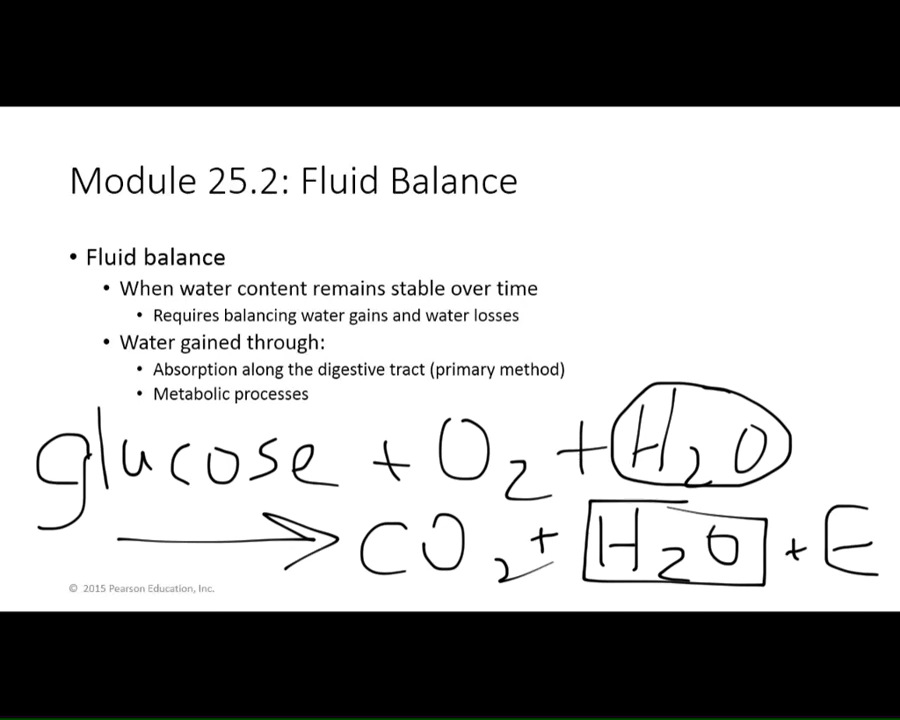 Module 25.2: Fluid Balance
• Fluid balance
• When water content remains stable over time
• Requires balancing water gains and water losses
• Water gained through:
• Absorption along the digestive tract (primary method)
• Metabolic processes
glucose + O2 + H2O
→ CO2 + H2O + E
© 2015 Pearson Education, Inc.